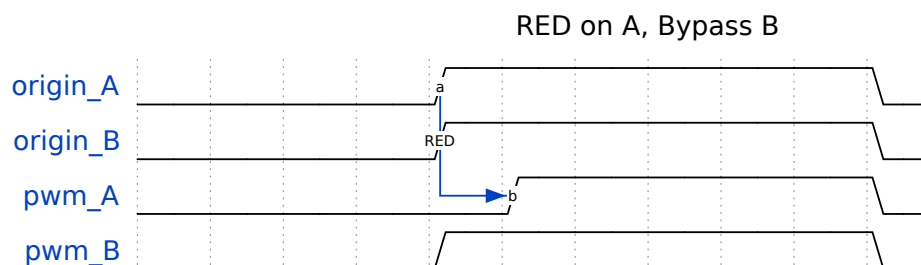 RED on A, Bypass B
origin_A
a
origin_B
RED
pwm_A
b
pwm_B